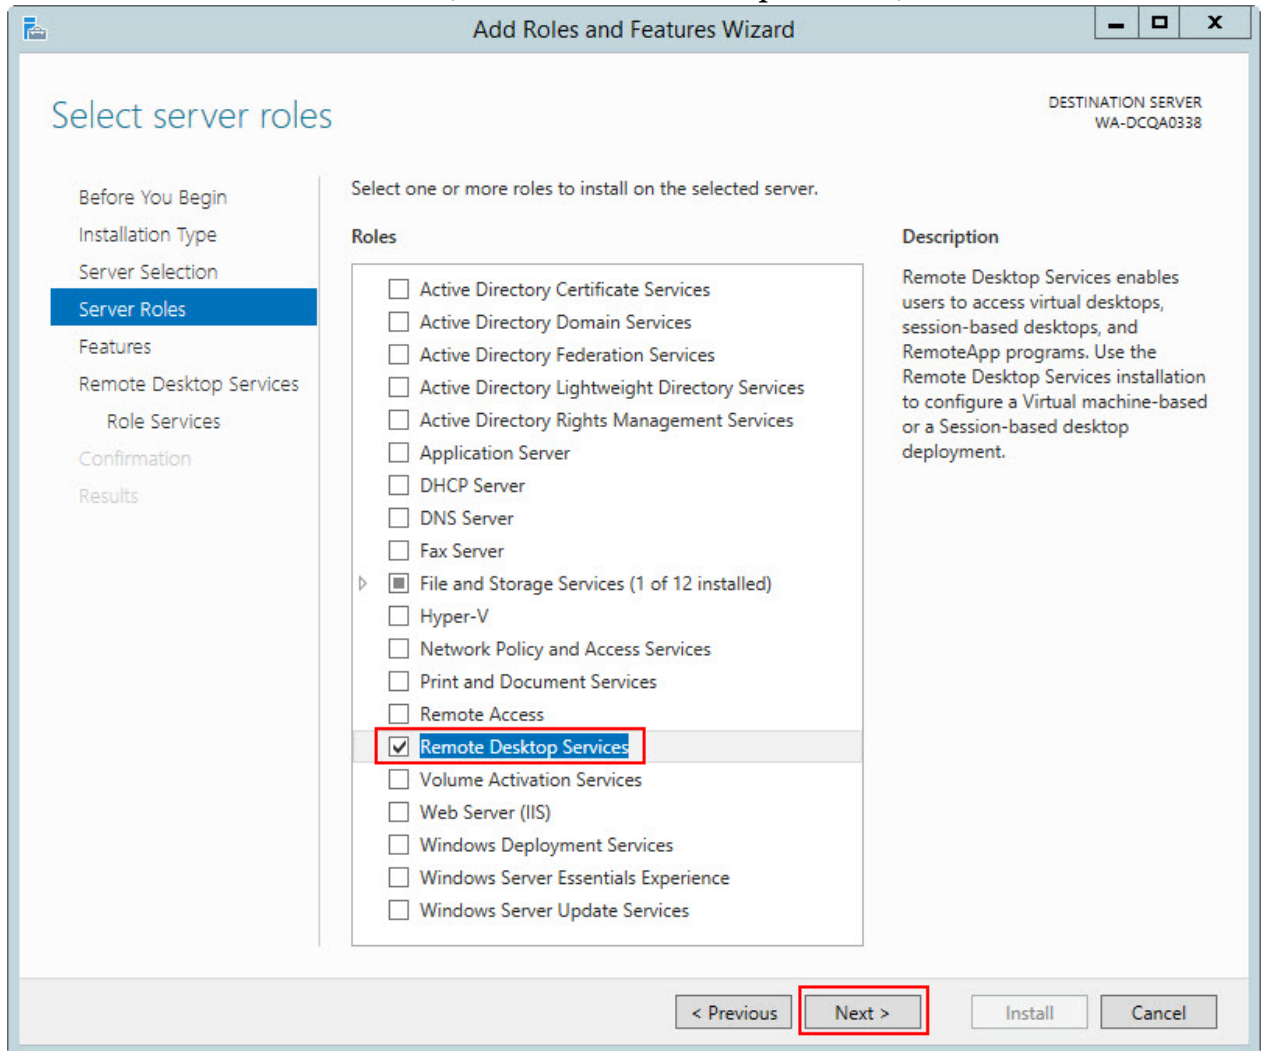 Add Roles and Features Wizard
Select server roles
DESTINATION SERVER
WA-DCQA0338
Before You Begin
Installation Type
Server Selection
Server Roles
Features
Remote Desktop Services
Role Services
Confirmation
Results
Select one or more roles to install on the selected server.
Roles
Active Directory Certificate Services
Active Directory Domain Services
Active Directory Federation Services
Active Directory Lightweight Directory Services
Active Directory Rights Management Services
Application Server
DHCP Server
DNS Server
Fax Server
File and Storage Services (1 of 12 installed)
Hyper-V
Network Policy and Access Services
Print and Document Services
Remote Access
Remote Desktop Services
Volume Activation Services
Web Server (IIS)
Windows Deployment Services
Windows Server Essentials Experience
Windows Server Update Services
Description
Remote Desktop Services enables
users to access virtual desktops,
session-based desktops, and
RemoteApp programs. Use the
Remote Desktop Services installation
to configure a Virtual machine-based
or a Session-based desktop
deployment.
< Previous
Next >
Install
Cancel